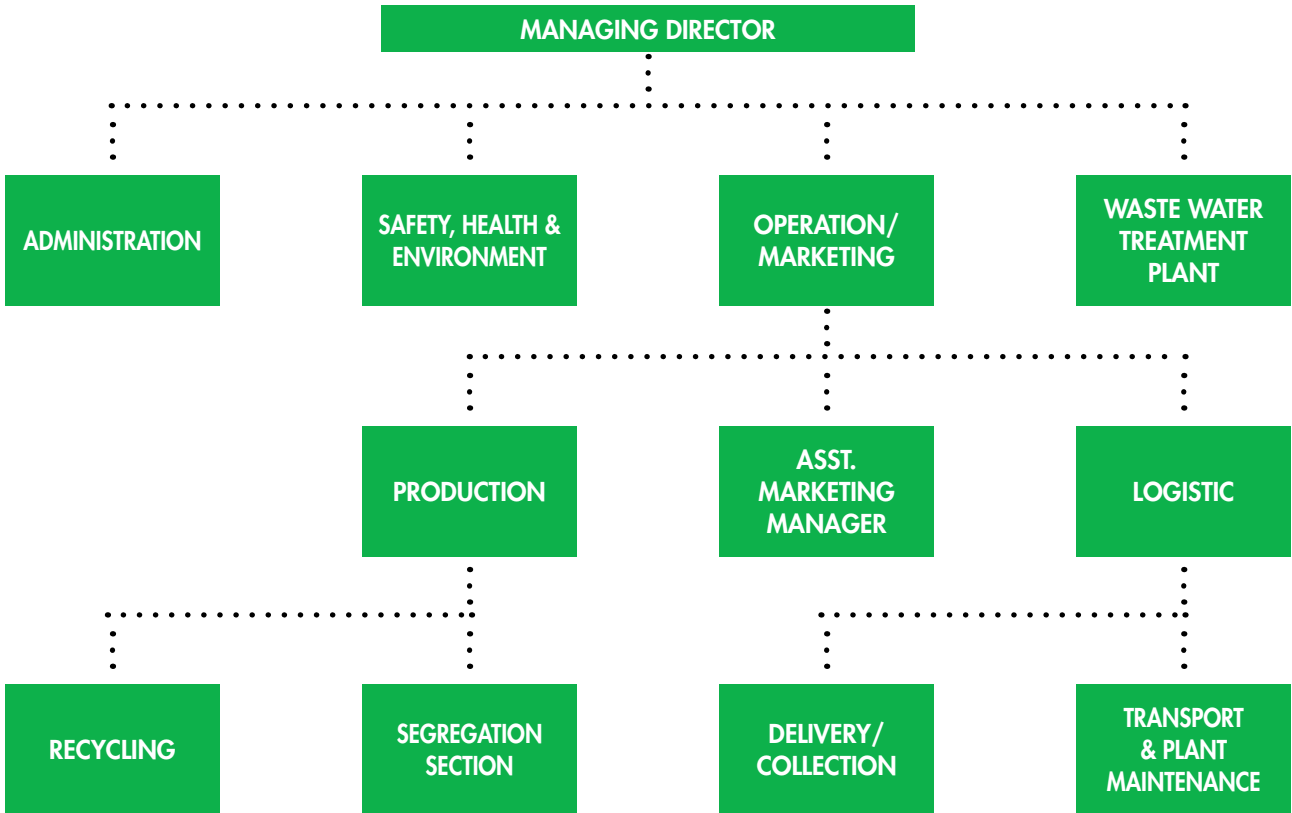 MANAGING DIRECTOR
ADMINISTRATION
SAFETY, HEALTH &
ENVIRONMENT
OPERATION/
MARKETING
WASTE WATER
TREATMENT
PLANT
PRODUCTION
ASST.
MARKETING
MANAGER
LOGISTIC
RECYCLING
SEGREGATION
SECTION
DELIVERY/
COLLECTION
TRANSPORT
& PLANT
MAINTENANCE